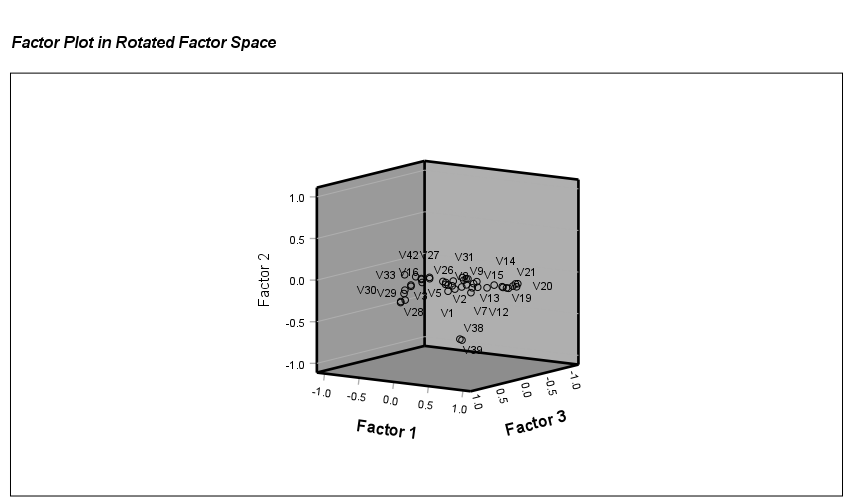 Factor Plot in Rotated Factor Space
1.0
0.5
0.0
-0.5
-1.0
Factor 2
V42 V27 V31
V14
V33 V16 V26 V9 V15 V21
V30 V29 V3 V5 V2 V13 V19 V20
V28 V1 V7 V12
V38
V39
-1.0 -0.5 0.0 0.5 1.0
Factor 1
1.0 0.5 0.0 -0.5 -1.0
Factor 3